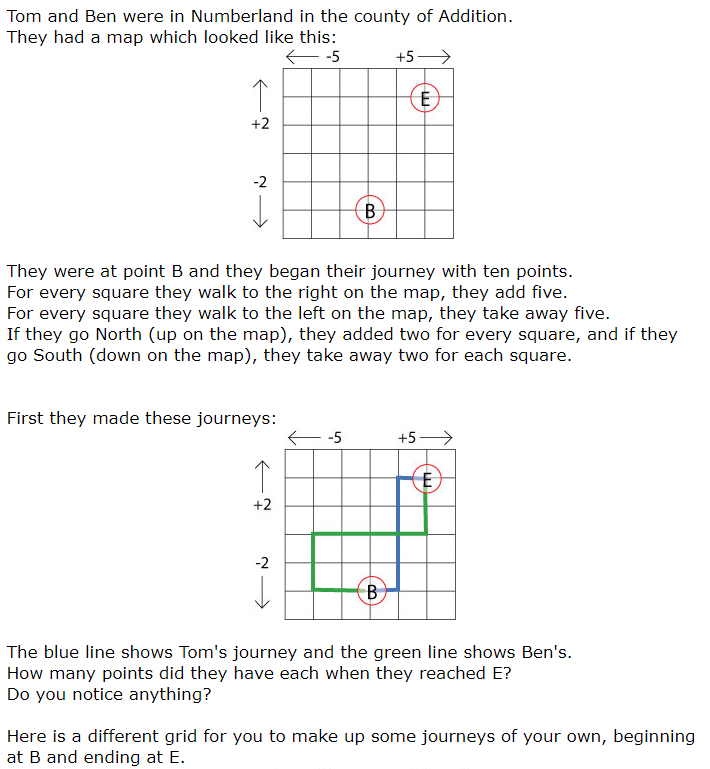 Tom and Ben were in Numberland in the county of Addition.
They had a map which looked like this:
-5 +5
E
+2
-2
B
They were at point B and they began their journey with ten points.
For every square they walk to the right on the map, they add five.
For every square they walk to the left on the map, they take away five.
If they go North (up on the map), they added two for every square, and if they
go South (down on the map), they take away two for each square.
First they made these journeys:
-5 +5
E
+2
-2
B
The blue line shows Tom's journey and the green line shows Ben's.
How many points did they have each when they reached E?
Do you notice anything?
Here is a different grid for you to make up some journeys of your own, beginning
at B and ending at E.